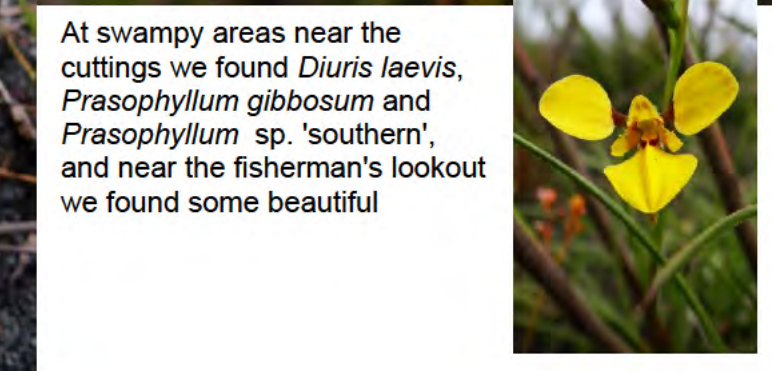 At swampy areas near the
cuttings we found Diuris laevis,
Prasophyllum gibbosum and
Prasophyllum sp. 'southern',
and near the fisherman's lookout
we found some beautiful